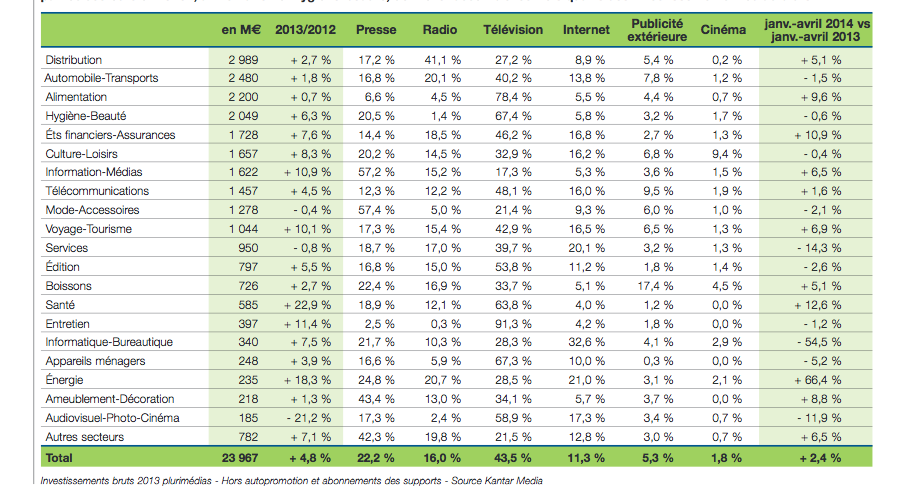 en M€ 2013/2012 Presse Radio Télévision Internet Publicité extérieure Cinéma janv.-avril 2014 vs janv.-avril 2013
Distribution 2 989 + 2,7 % 17,2 % 41,1 % 27,2 % 8,9 % 5,4 % 0,2 % + 5,1 %
Automobile-Transports 2 480 + 1,8 % 16,8 % 20,1 % 40,2 % 13,8 % 7,8 % 1,2 % - 1,5 %
Alimentation 2 200 + 0,7 % 6,6 % 4,5 % 78,4 % 5,5 % 4,4 % 0,7 % + 9,6 %
Hygiène-Beauté 2 049 + 6,3 % 20,5 % 1,4 % 67,4 % 5,8 % 3,2 % 1,7 % - 0,6 %
Éts financiers-Assurances 1 728 + 7,6 % 14,4 % 18,5 % 46,2 % 16,8 % 2,7 % 1,3 % + 10,9 %
Culture-Loisirs 1 657 + 8,3 % 20,2 % 14,5 % 32,9 % 16,2 % 6,8 % 9,4 % - 0,4 %
Information-Médias 1 622 + 10,9 % 57,2 % 15,2 % 17,3 % 5,3 % 3,6 % 1,5 % + 6,5 %
Télécommunications 1 457 + 4,5 % 12,3 % 12,2 % 48,1 % 16,0 % 9,5 % 1,9 % + 1,6 %
Mode-Accessoires 1 278 - 0,4 % 57,4 % 5,0 % 21,4 % 9,3 % 6,0 % 1,0 % - 2,1 %
Voyage-Tourisme 1 044 + 10,1 % 17,3 % 15,4 % 42,9 % 16,5 % 6,5 % 1,3 % + 6,9 %
Services 950 - 0,8 % 18,7 % 17,0 % 39,7 % 20,1 % 3,2 % 1,3 % - 14,3 %
Édition 797 + 5,5 % 16,8 % 15,0 % 53,8 % 11,2 % 1,8 % 1,4 % - 2,6 %
Boissons 726 + 2,7 % 22,4 % 16,9 % 33,7 % 5,1 % 17,4 % 4,5 % + 5,1 %
Santé 585 + 22,9 % 18,9 % 12,1 % 63,8 % 4,0 % 1,2 % 0,0 % + 12,6 %
Entretien 397 + 11,4 % 2,5 % 0,3 % 91,3 % 4,2 % 1,8 % 0,0 % - 1,2 %
Informatique-Bureautique 340 + 7,5 % 21,7 % 10,3 % 28,3 % 32,6 % 4,1 % 2,9 % - 54,5 %
Appareils ménagers 248 + 3,9 % 16,6 % 5,9 % 67,3 % 10,0 % 0,3 % 0,0 % - 5,2 %
Énergie 235 + 18,3 % 24,8 % 20,7 % 28,5 % 21,0 % 3,1 % 2,1 % + 66,4 %
Ameublement-Décoration 218 + 1,3 % 43,4 % 13,0 % 34,1 % 5,7 % 3,7 % 0,0 % + 8,8 %
Audiovisuel-Photo-Cinéma 185 - 21,2 % 17,3 % 2,4 % 58,9 % 17,3 % 3,4 % 0,7 % - 11,9 %
Autres secteurs 782 + 7,1 % 42,3 % 19,8 % 21,5 % 12,8 % 3,0 % 0,7 % + 6,5 %
Total 23 967 + 4,8 % 22,2 % 16,0 % 43,5 % 11,3 % 5,3 % 1,8 % + 2,4 %
Investissements bruts 2013 plurimédias - Hors autopromotion et abonnements des supports - Source Kantar Media